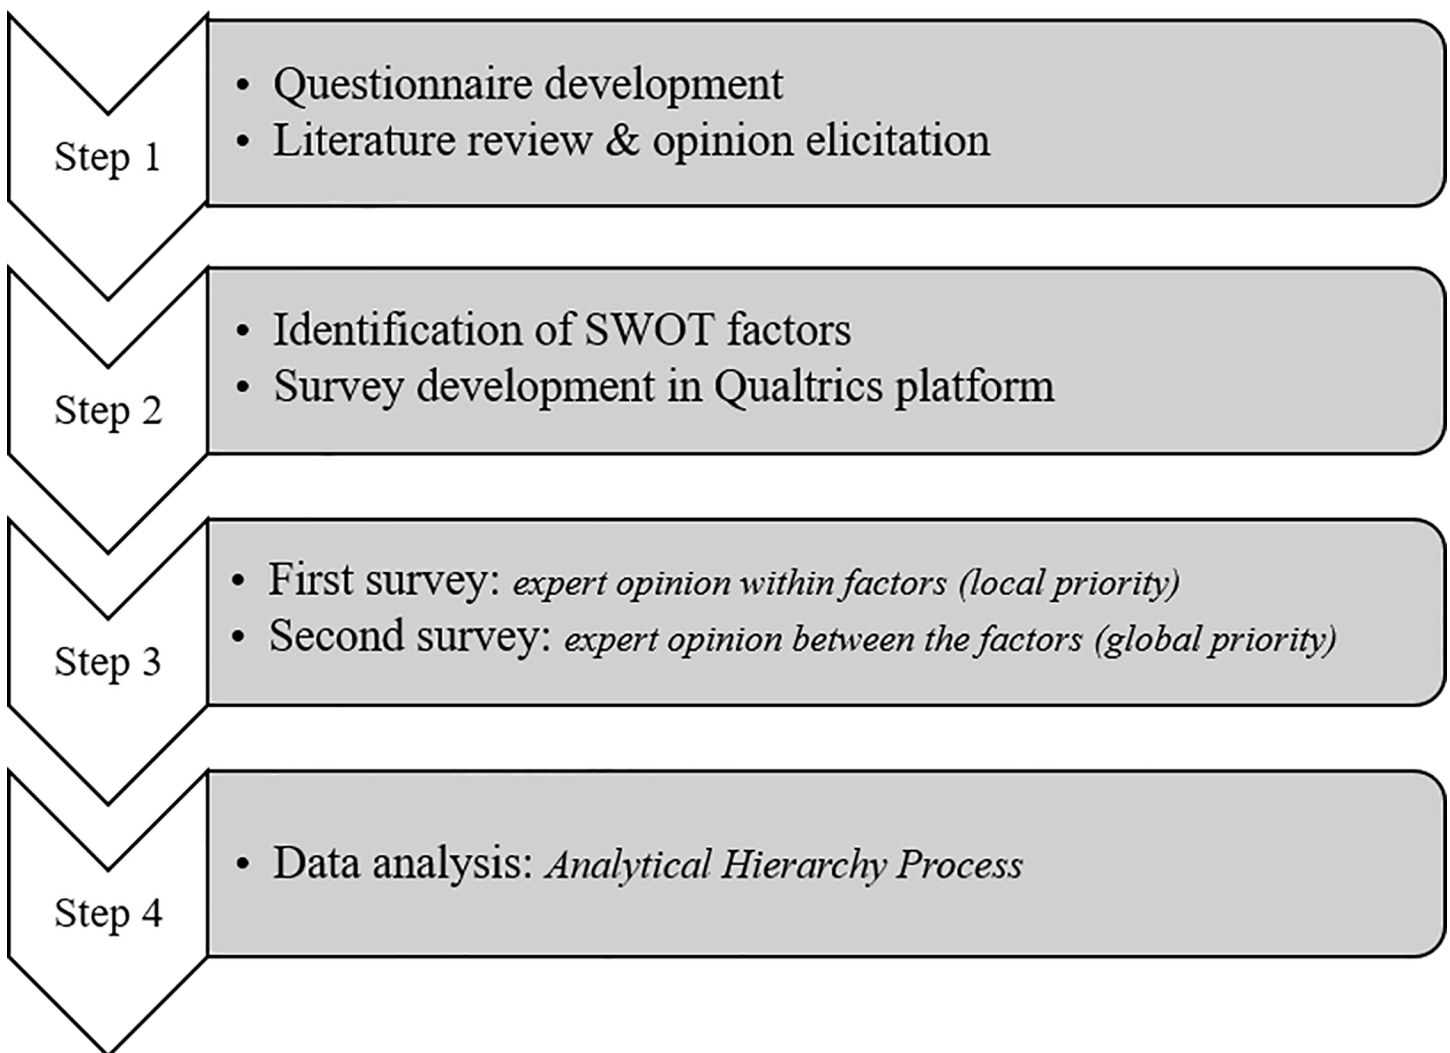 Step 1
• Questionnaire development
• Literature review & opinion elicitation
Step 2
• Identification of SWOT factors
• Survey development in Qualtrics platform
Step 3
• First survey: expert opinion within factors (local priority)
• Second survey: expert opinion between the factors (global priority)
Step 4
• Data analysis: Analytical Hierarchy Process